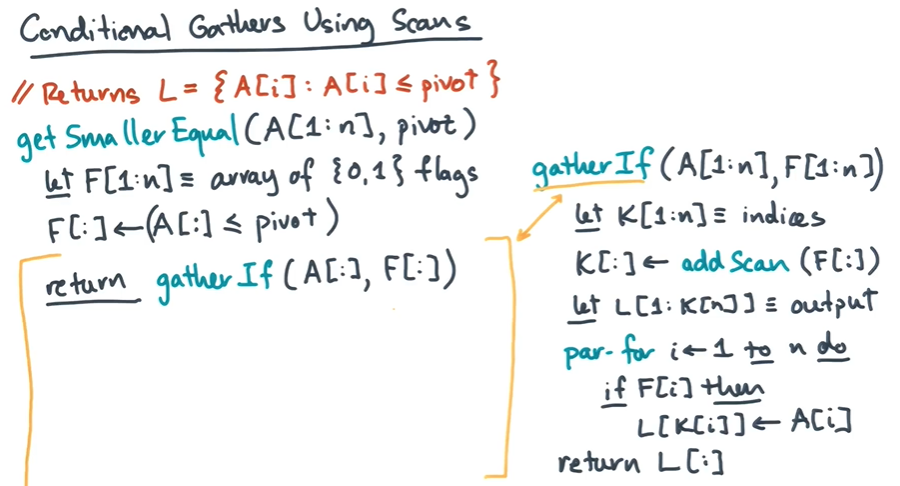 Conditional Gathers Using Scans
// Returns L = {A[i] : A[i] ≤ pivot}
getSmallerEqual (A[1:n], pivot)
let F[1:n] ≡ array of {0,1} flags
F[:] ← (A[:] ≤ pivot)
return gatherIf (A[:], F[:])
gatherIf (A[1:n], F[1:n])
let K[1:n] ≡ indices
K[:] ← addScan (F[:])
let L[1:K[n]] ≡ output
par-for i ← 1 to n do
if F[i] then
L[K[i]] ← A[i]
return L[:]